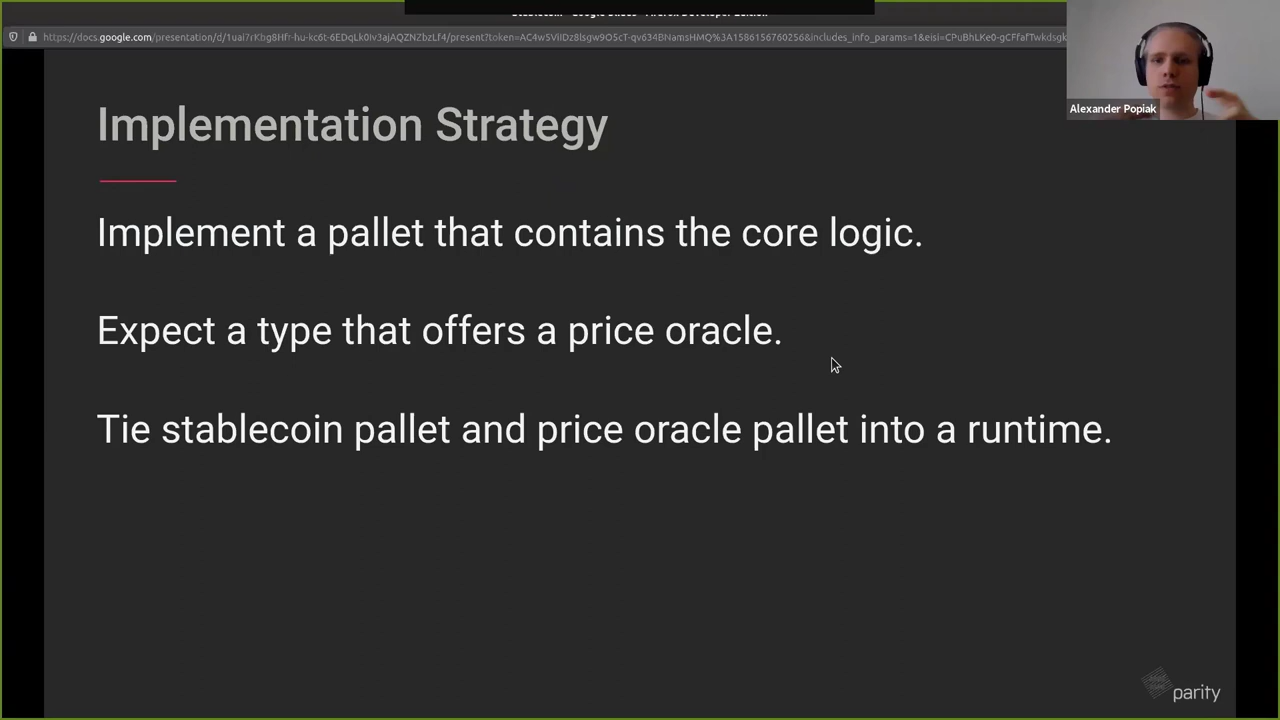 Alexander Popiak
Implementation Strategy
Implement a pallet that contains the core logic.
Expect a type that offers a price oracle.
Tie stablecoin pallet and price oracle pallet into a runtime.
parity